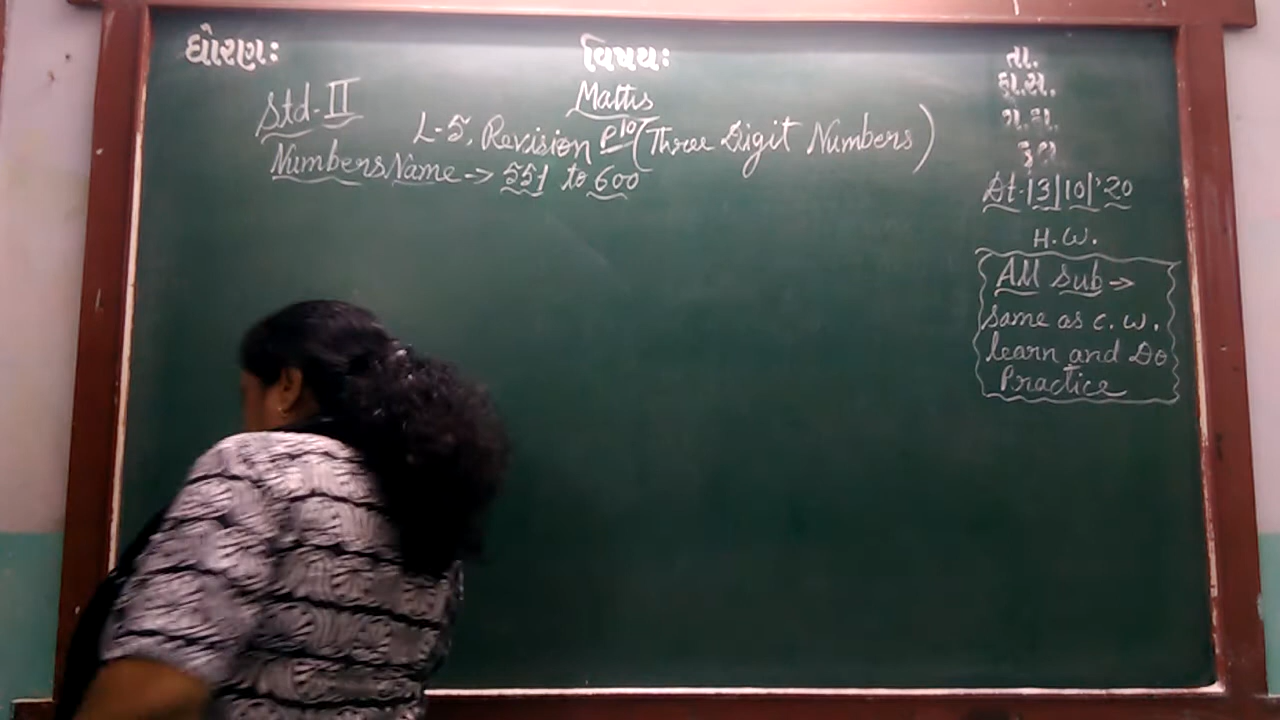 ધોરણ:
વિષય:
તા.
હા.સં.
ગે.હા.
કુલ
Std-II
Maths
L-5, Revision P10 (Three Digit Numbers)
Numbers Name -> 551 to 600
Dt-13|10|'20
H.W.
All sub ->
same as c.w.
learn and Do
Practice